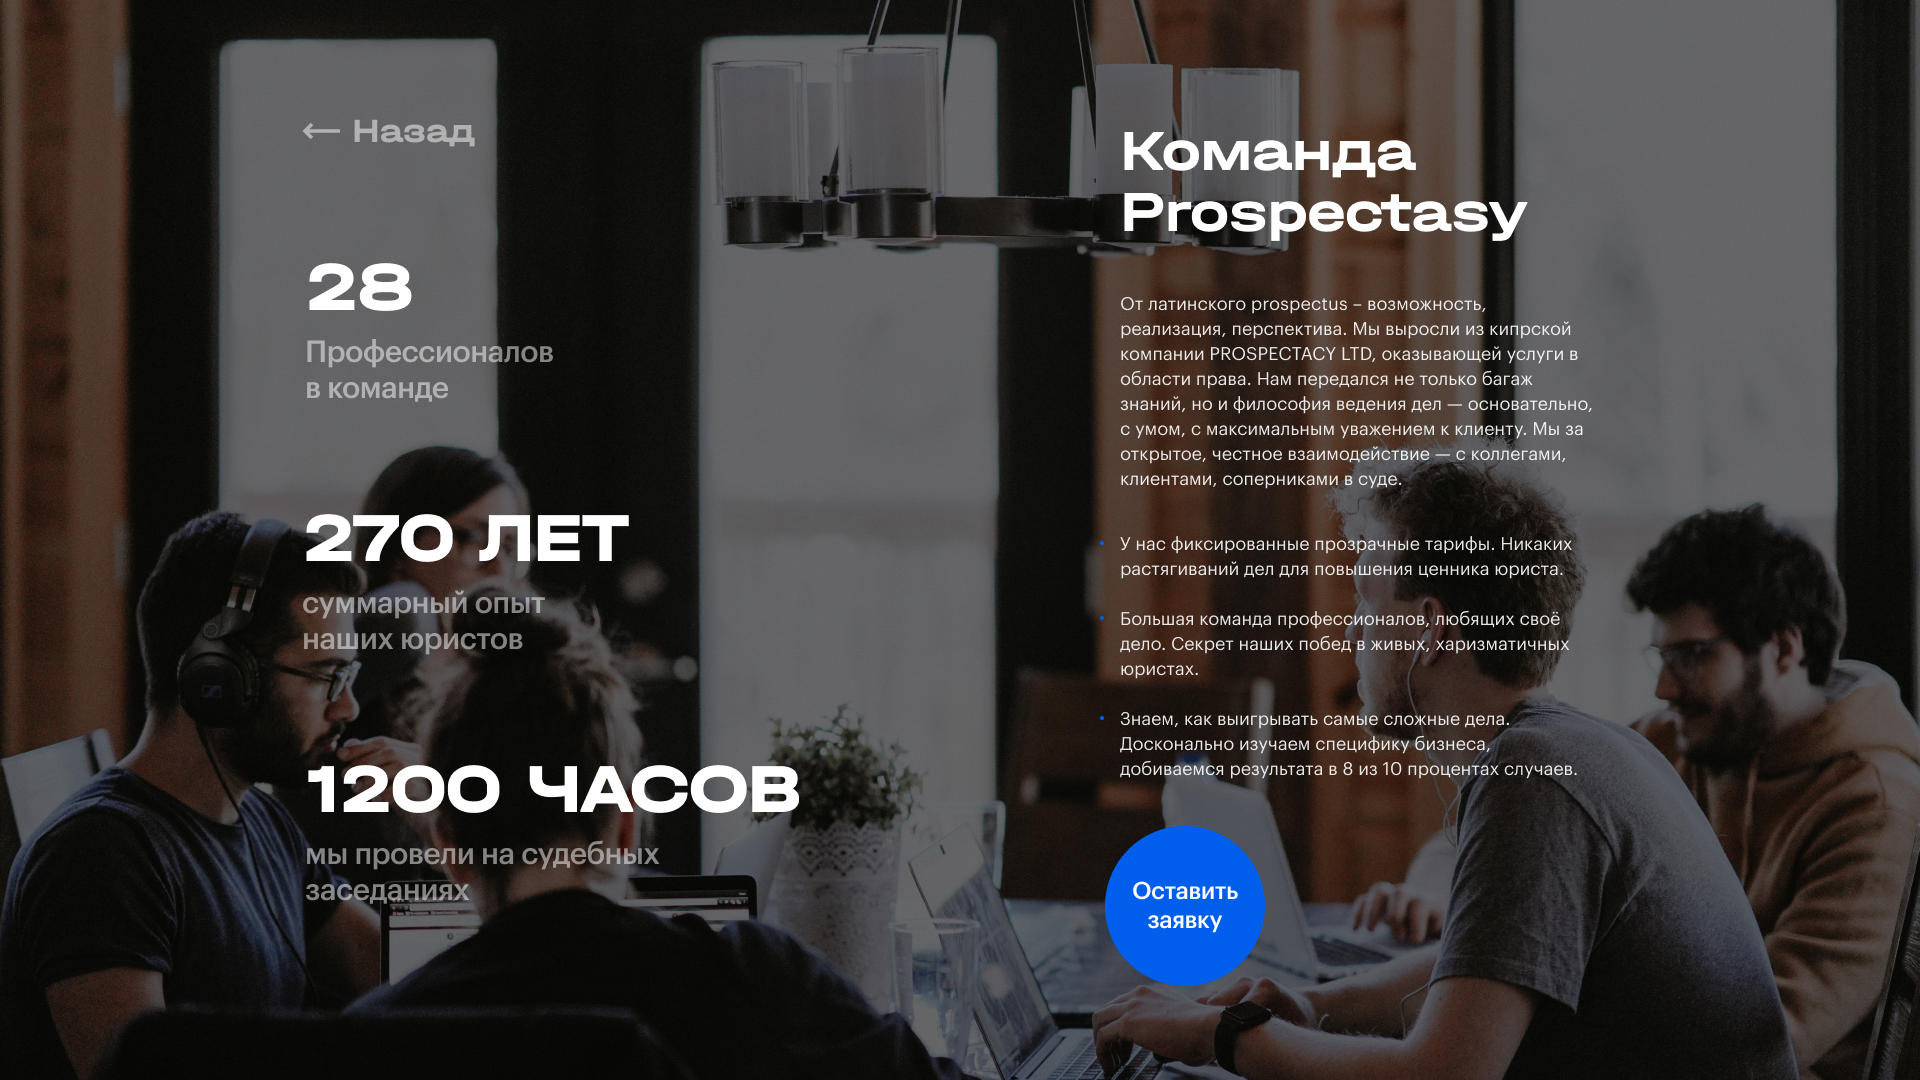 ← Назад
28
Профессионалов
в команде
270 ЛЕТ
суммарный опыт
наших юристов
1200 ЧАСОВ
мы провели на судебных
заседаниях
Команда
Prospectasy
От латинского prospectus – возможность,
реализация, перспектива. Мы выросли из кипрской
компании PROSPECTACY LTD, оказывающей услуги в
области права. Нам передался не только багаж
знаний, но и философия ведения дел — основательно,
с умом, с максимальным уважением к клиенту. Мы за
открытое, честное взаимодействие — с коллегами,
клиентами, соперниками в суде.
• У нас фиксированные прозрачные тарифы. Никаких
растягиваний дел для повышения ценника юриста.
• Большая команда профессионалов, любящих своё
дело. Секрет наших побед в живых, харизматичных
юристах.
• Знаем, как выигрывать самые сложные дела.
Досконально изучаем специфику бизнеса,
добиваемся результата в 8 из 10 процентах случаев.
Оставить
заявку